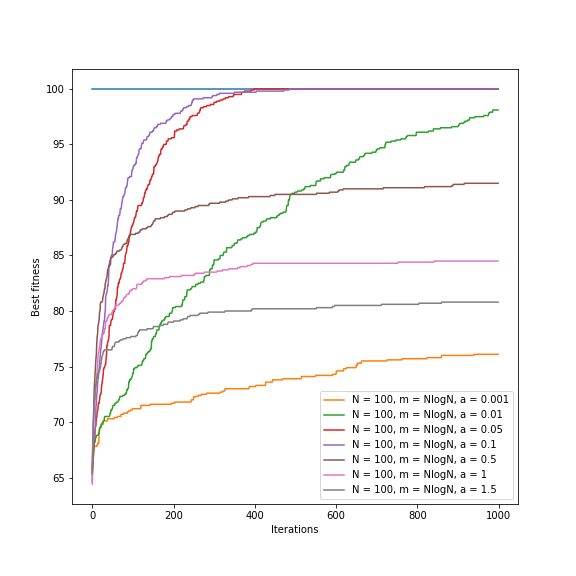 100
95
90
85
80
75
70
65
Best fitness
0
200
400
600
800
1000
Iterations
N = 100, m = NlogN, a = 0.001
N = 100, m = NlogN, a = 0.01
N = 100, m = NlogN, a = 0.05
N = 100, m = NlogN, a = 0.1
N = 100, m = NlogN, a = 0.5
N = 100, m = NlogN, a = 1
N = 100, m = NlogN, a = 1.5